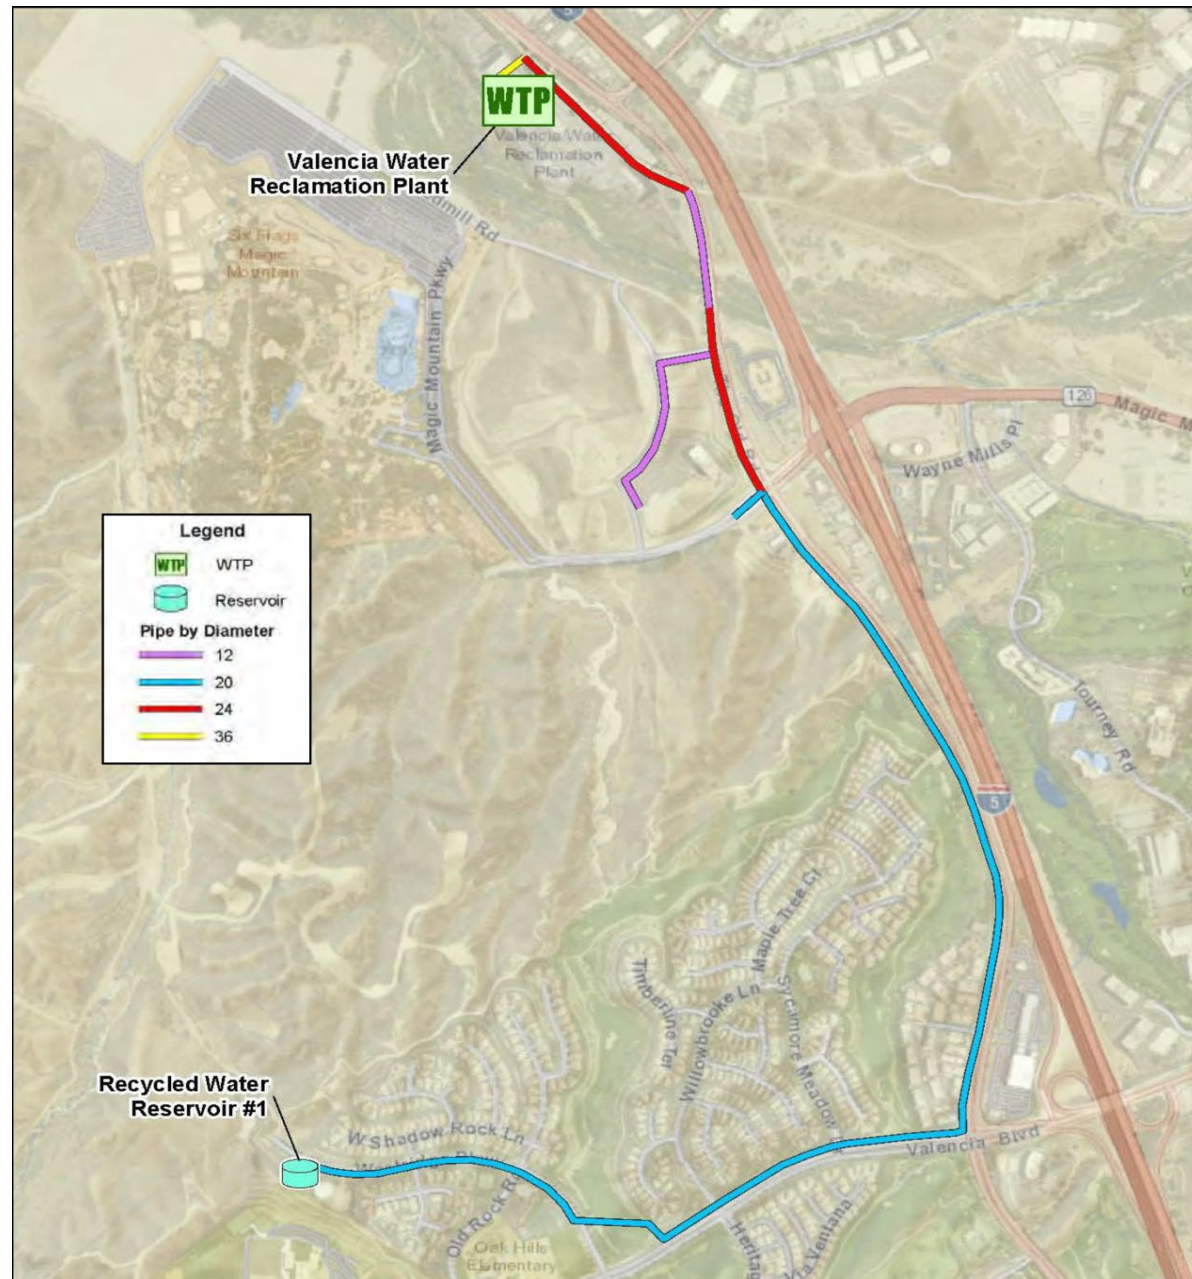 5
WTP
Valencia Water
Reclamation
Plant
Valencia Water
Reclamation Plant
Six Flags
Magic
Mountain
Magic Mountain Pkwy
126
Wayne Mills Pl
Legend
WTP WTP
Reservoir
Pipe by Diameter
12
20
24
36
Tourney Rd
5
Maple Tree Ct
Timberline Ter
Willowbrooke Ln
Sycamore Meadow
Recycled Water
Reservoir #1
W Shadow Rock Ln
Valencia Blvd
Old Rock Rd
Via Ventana
Oak Hills
Elementary